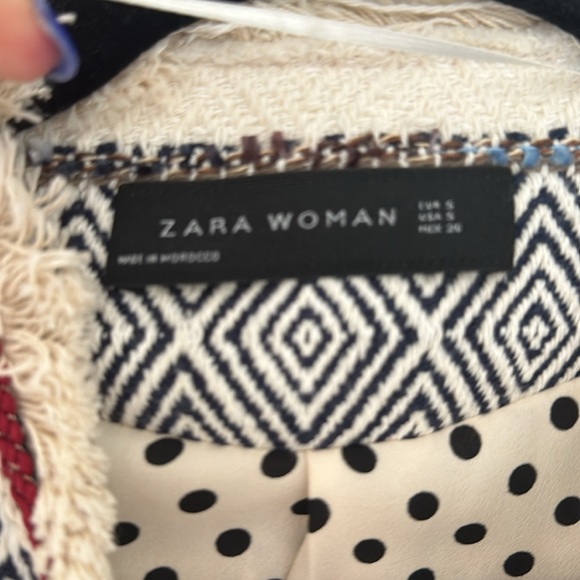 ZARA WOMAN
EUR S
USA S
MEX 26
MADE IN MOROCCO